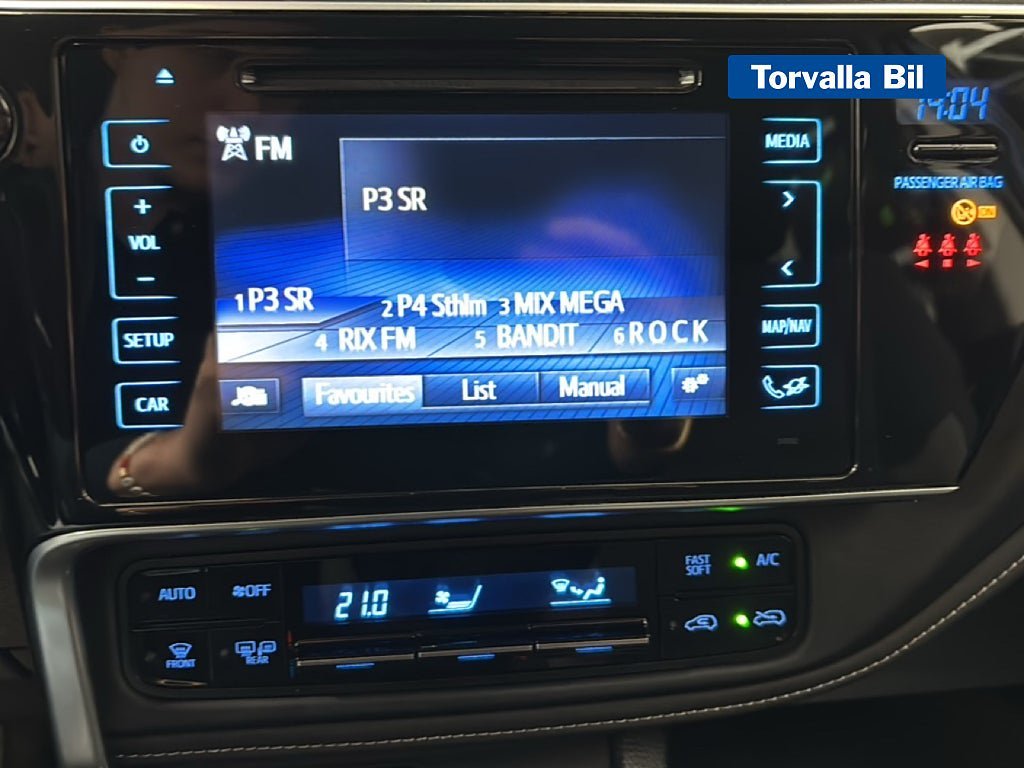 Torvalla Bil
14:04
FM
MEDIA
PASSENGER AIR BAG
ON
+
VOL
-
P3 SR
1 P3 SR
2 P4 Sthlm
3 MIX MEGA
4 RIX FM
5 BANDIT
6 ROCK
SETUP
MAP/NAV
CAR
Favourites
List
Manual
AUTO
OFF
21.0
FAST
SOFT
A/C
FRONT
REAR